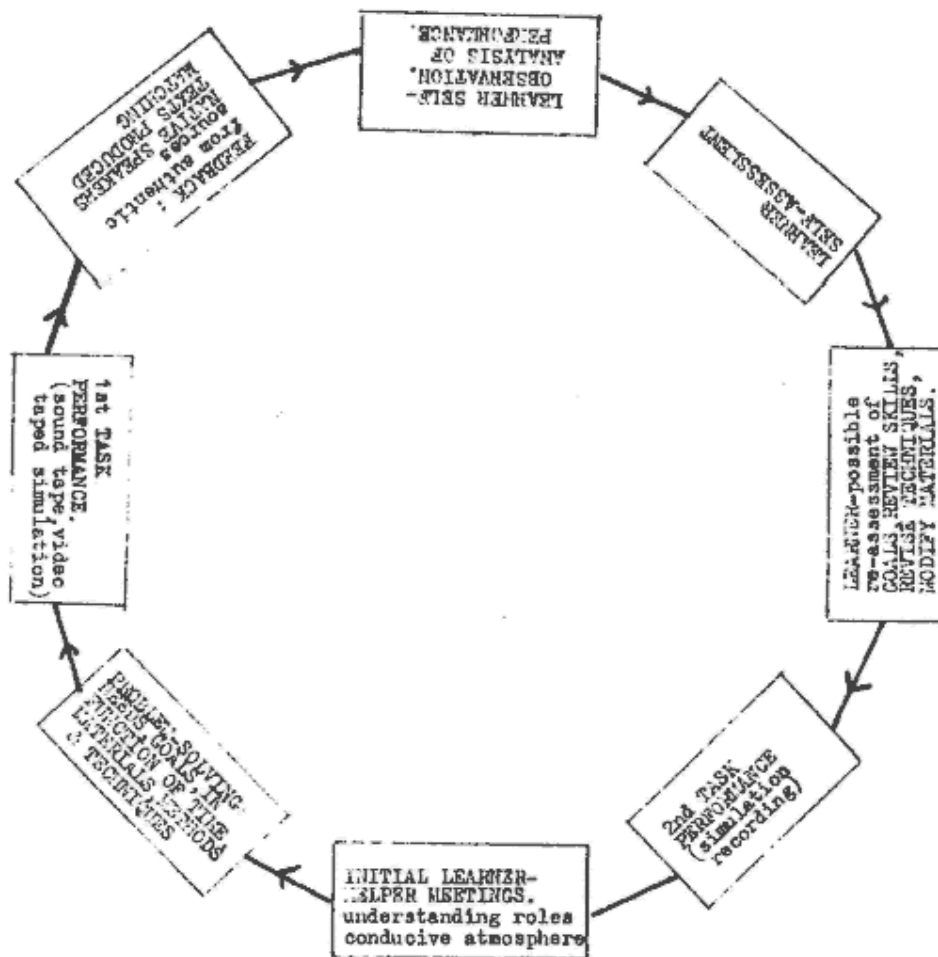 LEARNER SELF-
OBSERVATION.
ANALYSIS OF
PERFORMANCE.
LEARNER
SELF-ASSESSMENT
LEARNER-possible
re-assessment of
GOALS, REVIEW SKILLS,
REVISE TECHNIQUES,
MODIFY MATERIALS.
2nd TASK
PERFORMANCE
(simulation
recording)
INITIAL LEARNER-
HELPER MEETINGS.
understanding roles
conducive atmosphere
PROBLEM-SOLVING-
NEEDS GOALS, IN
FUNCTION OF TIME
MATERIALS METHODS
& TECHNIQUES
1st TASK
PERFORMANCE.
(sound tape, video
taped simulation)
FEEDBACK :
from authentic
sources
NATIVE SPEAKERS
TEXTS PRODUCED
MATCHING